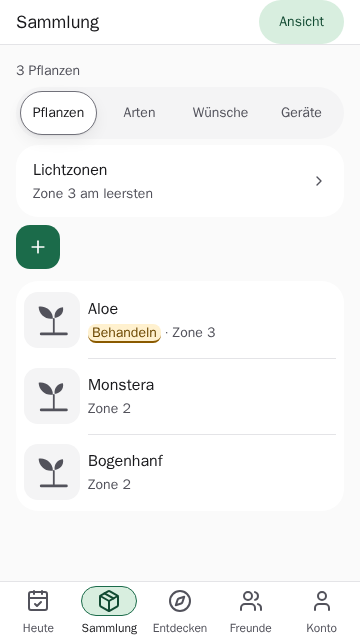 Sammlung
Ansicht
3 Pflanzen
Pflanzen
Arten
Wünsche
Geräte
Lichtzonen
Zone 3 am leersten
Aloe
Behandeln · Zone 3
Monstera
Zone 2
Bogenhanf
Zone 2
Heute
Sammlung
Entdecken
Freunde
Konto